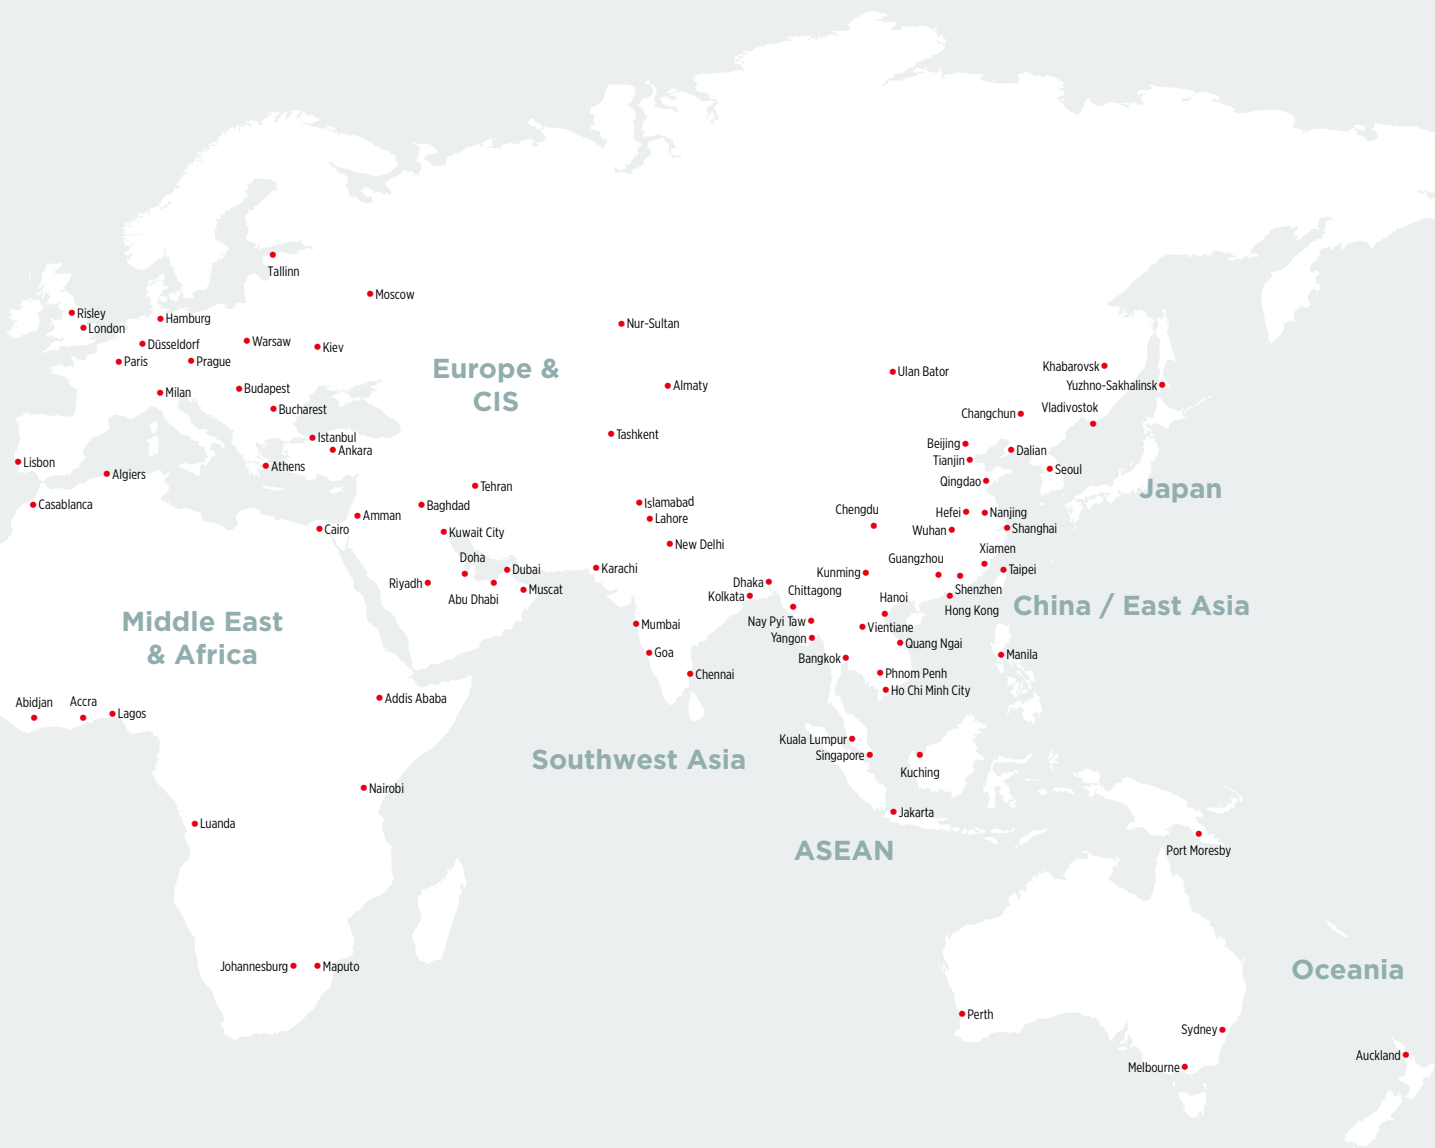 Tallinn
Moscow
Risley
London
Hamburg
Düsseldorf
Paris
Prague
Warsaw
Kiev
Milan
Budapest
Bucharest
Istanbul
Ankara
Athens
Lisbon
Algiers
Casablanca
Europe &
CIS
Nur-Sultan
Almaty
Tashkent
Ulan Bator
Khabarovsk
Yuzhno-Sakhalinsk
Vladivostok
Changchun
Beijing
Tianjin
Dalian
Seoul
Qingdao
Japan
Tehran
Baghdad
Amman
Cairo
Kuwait City
Doha
Dubai
Riyadh
Abu Dhabi
Muscat
Islamabad
Lahore
New Delhi
Karachi
Mumbai
Goa
Chennai
Dhaka
Kolkata
Chittagong
Nay Pyi Taw
Yangon
Bangkok
Chengdu
Hefei
Nanjing
Wuhan
Shanghai
Xiamen
Guangzhou
Taipei
Kunming
Shenzhen
Hong Kong
Hanoi
Vientiane
Quang Ngai
Phnom Penh
Ho Chi Minh City
Manila
China / East Asia
Middle East
& Africa
Abidjan
Accra
Lagos
Addis Ababa
Nairobi
Luanda
Johannesburg
Maputo
Southwest Asia
Kuala Lumpur
Singapore
Kuching
Jakarta
ASEAN
Port Moresby
Oceania
Perth
Sydney
Melbourne
Auckland